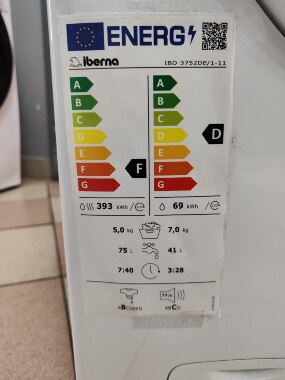 ENERG
iberna
IBD 3752DE/1-11
A A
B B
C C
D D D
E E
F F F
G G
393 kWh 69 kWh
5,0 kg 7,0 kg
75 L 41 L
7:40 3:28
ABCDEFG ABCD